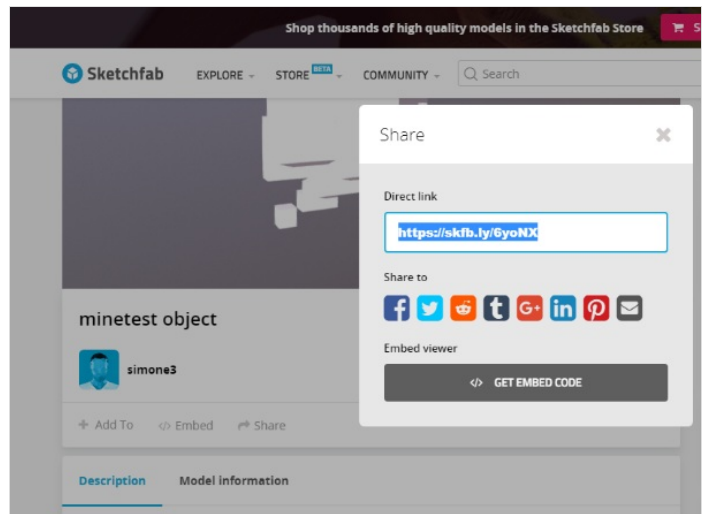 Shop thousands of high quality models in the Sketchfab Store
S
Sketchfab EXPLORE STORE BETA COMMUNITY Search
Share
Direct link
https://skfb.ly/6yoNX
Share to
f t G+ in
Embed viewer
</> GET EMBED CODE
minetest object
simone3
+ Add To </> Embed Share
Description Model information